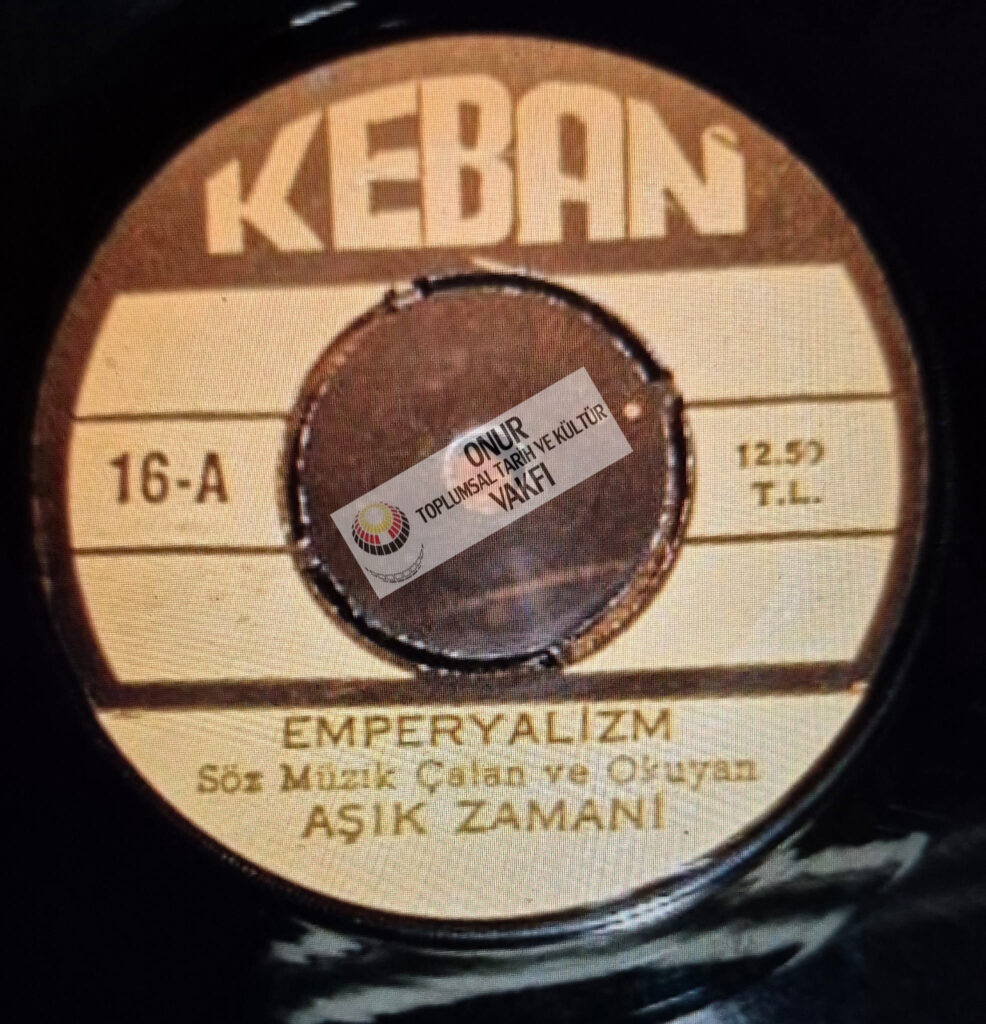 KEBAN
ONUR
TOPLUMSAL TARİH VE KÜLTÜR
VAKFI
16-A
12.50
T.L.
EMPERYALİZM
Söz Müzik Çalan ve Okuyan
AŞIK ZAMANİ